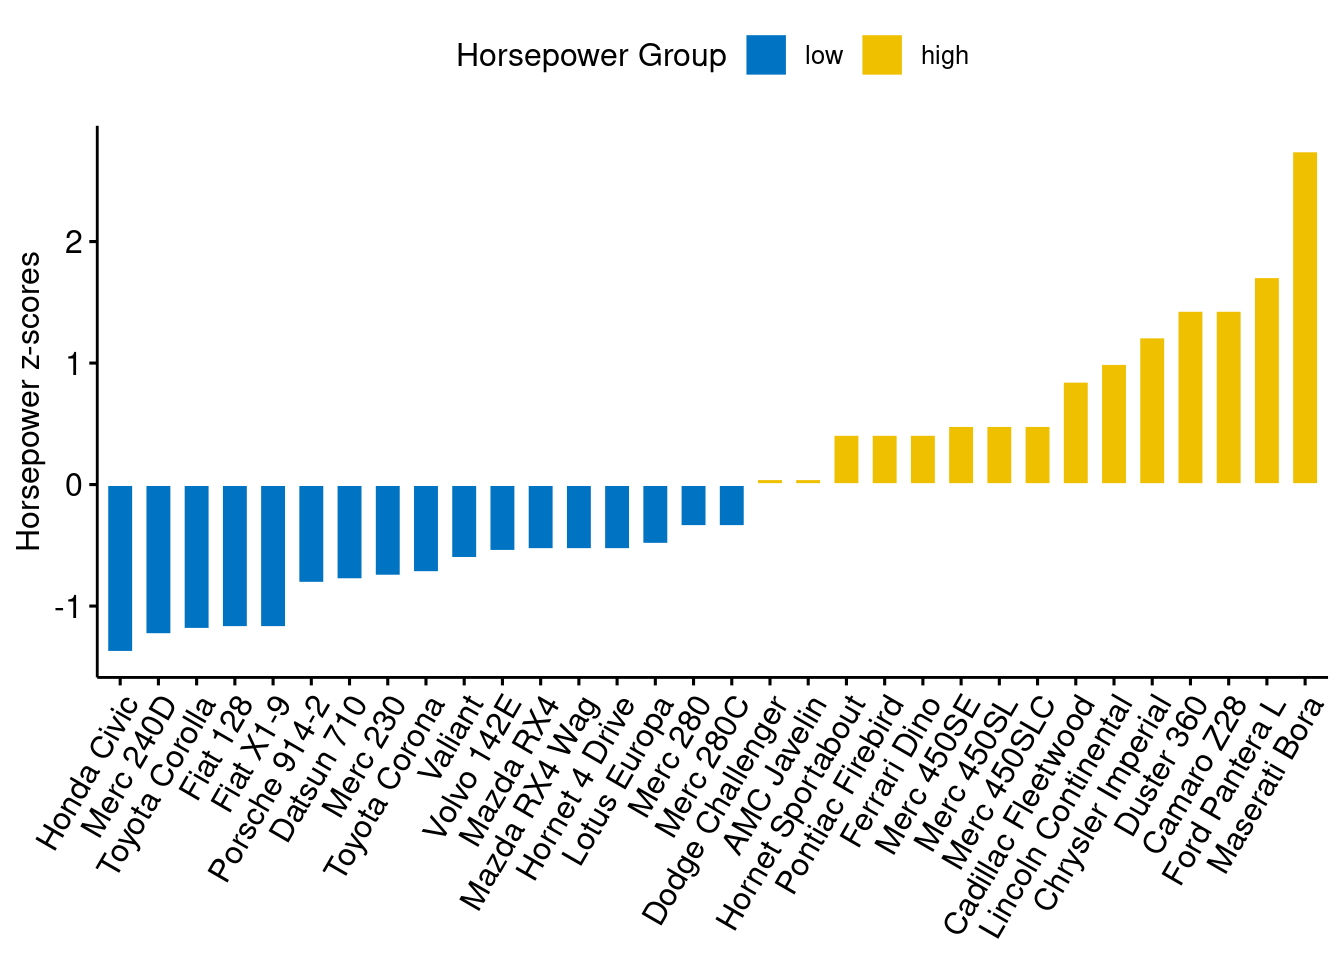 Horsepower Group low high
Horsepower z-scores
2
1
0
-1
Honda Civic
Merc 240D
Toyota Corolla
Fiat 128
Fiat X1-9
Porsche 914-2
Datsun 710
Merc 230
Toyota Corona
Valiant
Volvo 142E
Mazda RX4
Mazda RX4 Wag
Hornet 4 Drive
Lotus Europa
Merc 280
Merc 280C
Dodge Challenger
AMC Javelin
Hornet Sportabout
Pontiac Firebird
Ferrari Dino
Merc 450SE
Merc 450SL
Merc 450SLC
Cadillac Fleetwood
Lincoln Continental
Chrysler Imperial
Duster 360
Camaro Z28
Ford Pantera L
Maserati Bora